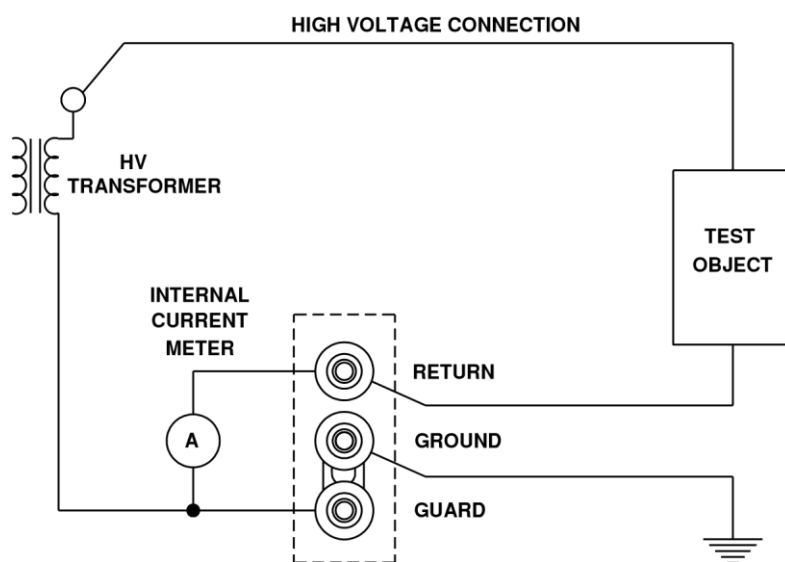 HIGH VOLTAGE CONNECTION
HV
TRANSFORMER
TEST
OBJECT
INTERNAL
CURRENT
METER
RETURN
A
GROUND
GUARD